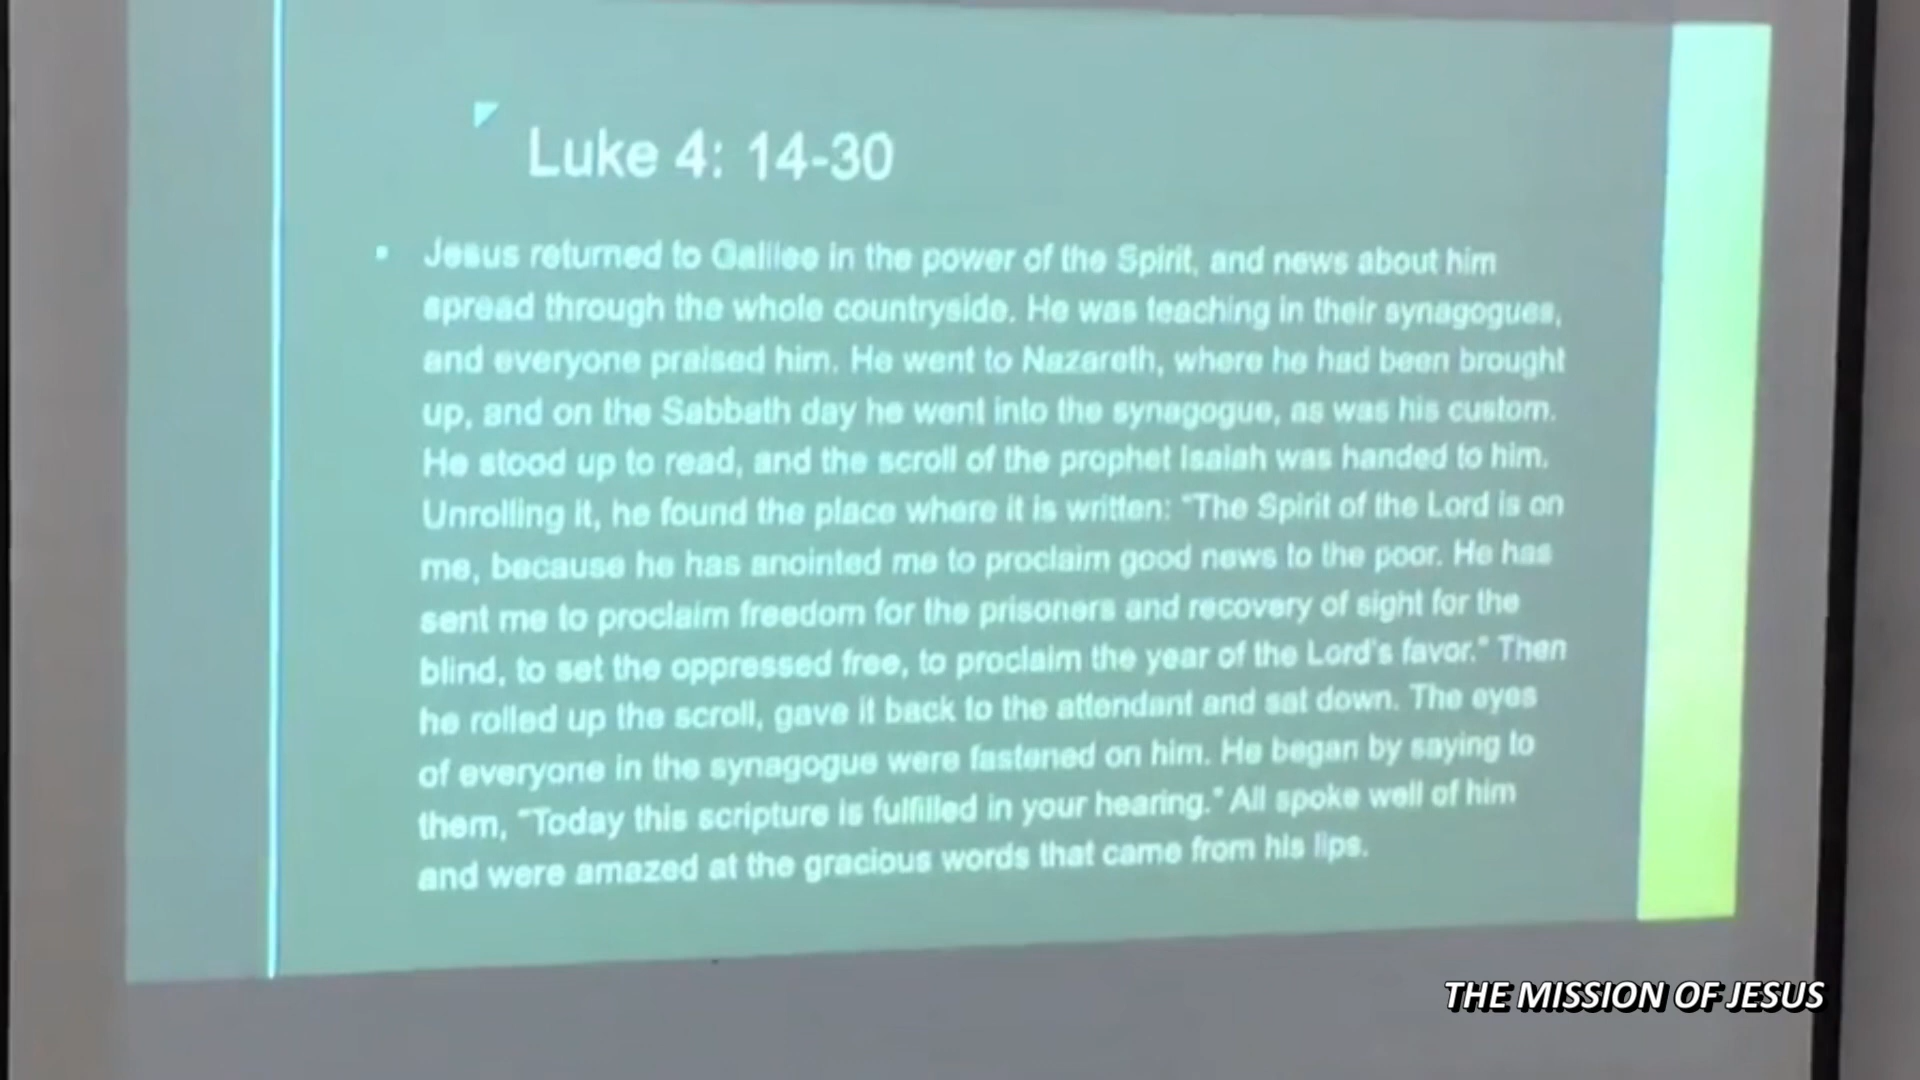 Luke 4: 14-30
Jesus returned to Galilee in the power of the Spirit, and news about him
spread through the whole countryside. He was teaching in their synagogues,
and everyone praised him. He went to Nazareth, where he had been brought
up, and on the Sabbath day he went into the synagogue, as was his custom.
He stood up to read, and the scroll of the prophet Isaiah was handed to him.
Unrolling it, he found the place where it is written: “The Spirit of the Lord is on
me, because he has anointed me to proclaim good news to the poor. He has
sent me to proclaim freedom for the prisoners and recovery of sight for the
blind, to set the oppressed free, to proclaim the year of the Lord's favor.” Then
he rolled up the scroll, gave it back to the attendant and sat down. The eyes
of everyone in the synagogue were fastened on him. He began by saying to
them, “Today this scripture is fulfilled in your hearing.” All spoke well of him
and were amazed at the gracious words that came from his lips.
THE MISSION OF JESUS